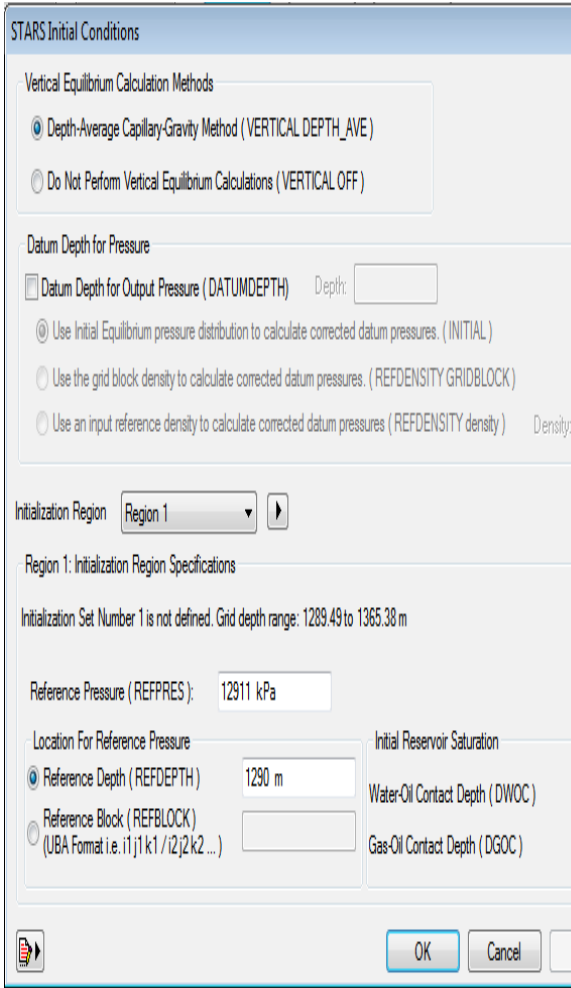 STARS Initial Conditions
Vertical Equilibrium Calculation Methods
Depth-Average Capillary-Gravity Method ( VERTICAL DEPTH_AVE )
Do Not Perform Vertical Equilibrium Calculations ( VERTICAL OFF )
Datum Depth for Pressure
Datum Depth for Output Pressure ( DATUMDEPTH) Depth:
Use Initial Equilibrium pressure distribution to calculate corrected datum pressures. ( INITIAL )
Use the grid block density to calculate corrected datum pressures. ( REFDENSITY GRIDBLOCK )
Use an input reference density to calculate corrected datum pressures ( REFDENSITY density ) Density:
Initialization Region Region 1
Region 1: Initialization Region Specifications
Initialization Set Number 1 is not defined. Grid depth range: 1289.49 to 1365.38 m
Reference Pressure ( REFPRES ): 12911 kPa
Location For Reference Pressure Initial Reservoir Saturation
Reference Depth ( REFDEPTH ) 1290 m
Water-Oil Contact Depth ( DWOC )
Reference Block ( REFBLOCK )
(UBA Format i.e. i1 j1 k1 / i2 j2 k2 ... )
Gas-Oil Contact Depth ( DGOC )
OK Cancel